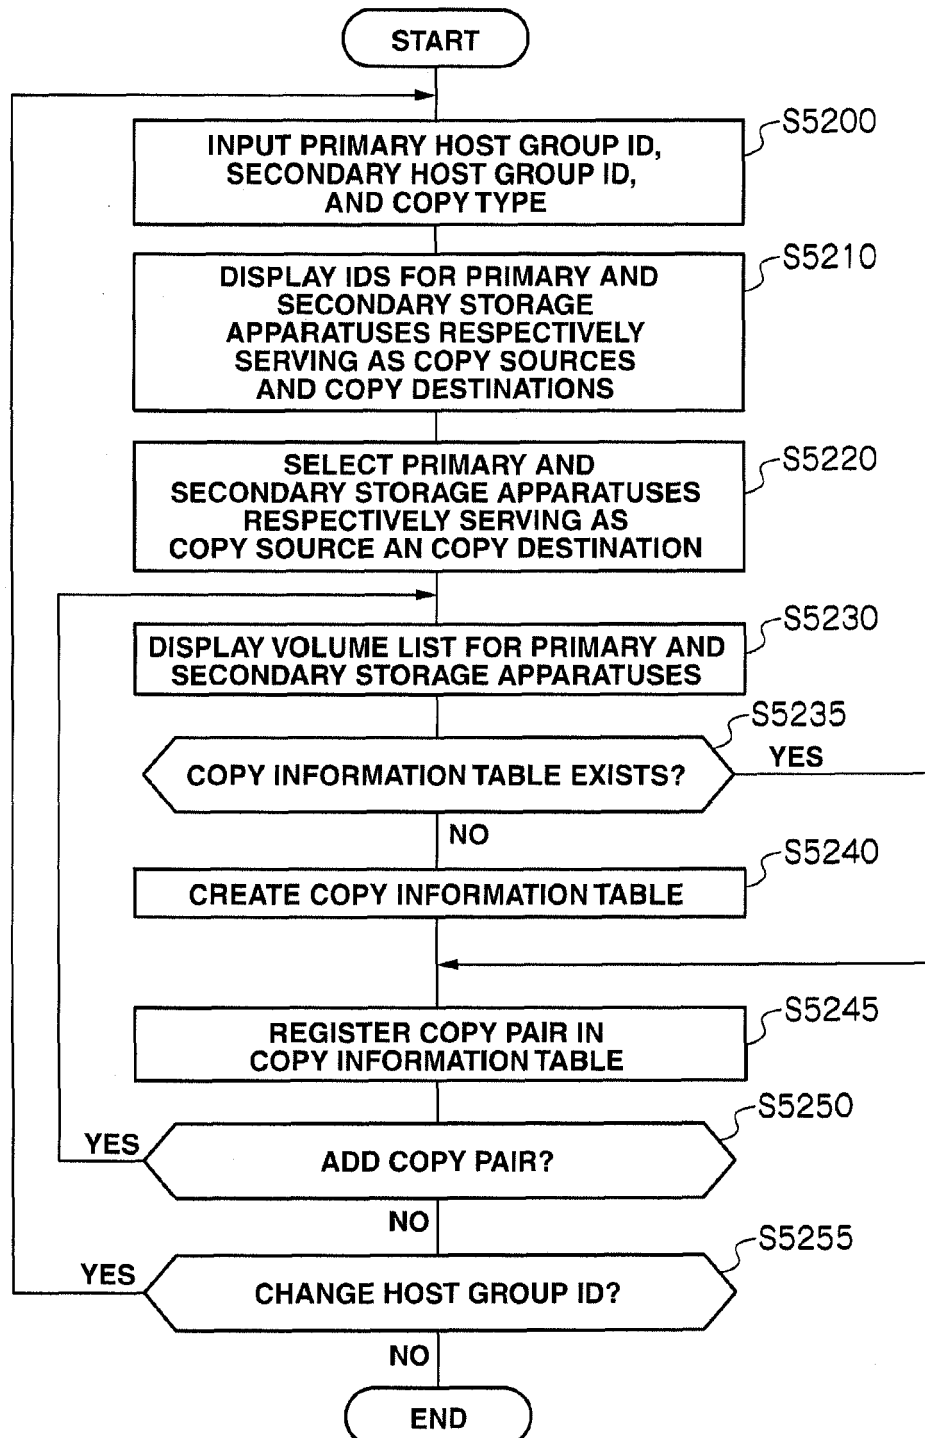 START
S5200
INPUT PRIMARY HOST GROUP ID,
SECONDARY HOST GROUP ID,
AND COPY TYPE
S5210
DISPLAY IDS FOR PRIMARY AND
SECONDARY STORAGE
APPARATUSES RESPECTIVELY
SERVING AS COPY SOURCES
AND COPY DESTINATIONS
S5220
SELECT PRIMARY AND
SECONDARY STORAGE APPARATUSES
RESPECTIVELY SERVING AS
COPY SOURCE AN COPY DESTINATION
S5230
DISPLAY VOLUME LIST FOR PRIMARY AND
SECONDARY STORAGE APPARATUSES
S5235
COPY INFORMATION TABLE EXISTS?
YES
NO
S5240
CREATE COPY INFORMATION TABLE
S5245
REGISTER COPY PAIR IN
COPY INFORMATION TABLE
S5250
YES
ADD COPY PAIR?
NO
S5255
YES
CHANGE HOST GROUP ID?
NO
END